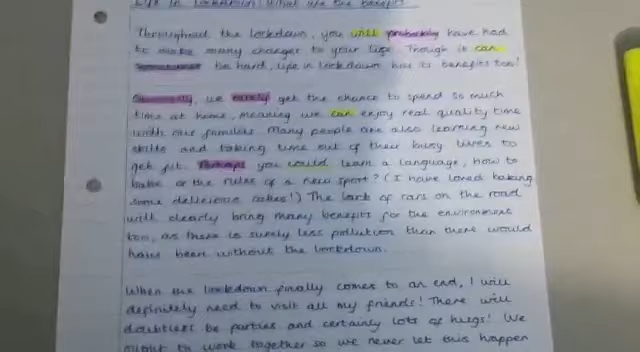 Life in Lockdown: What are the benefits?
Throughout the lockdown, you will probably have had
to make many changes to your life. Though it can
sometimes be hard, life in lockdown has its benefits too!
we rarely get the chance to spend so much
time at home, meaning we can enjoy real quality time
with our families. Many people are also learning new
skills and taking time out of their busy lives to
get fit. Perhaps you could learn a language, how to
bake or the rules of a new sport? (I have loved baking
some delicious cakes!) The lack of cars on the road
will clearly bring many benefits for the environment
too, as there is surely less pollution than there would
have been without the lockdown.
When the lockdown finally comes to an end, I will
definitely need to visit all my friends! There will
doubtless be parties and certainly lots of hugs! We
ought to work together so we never let this happen